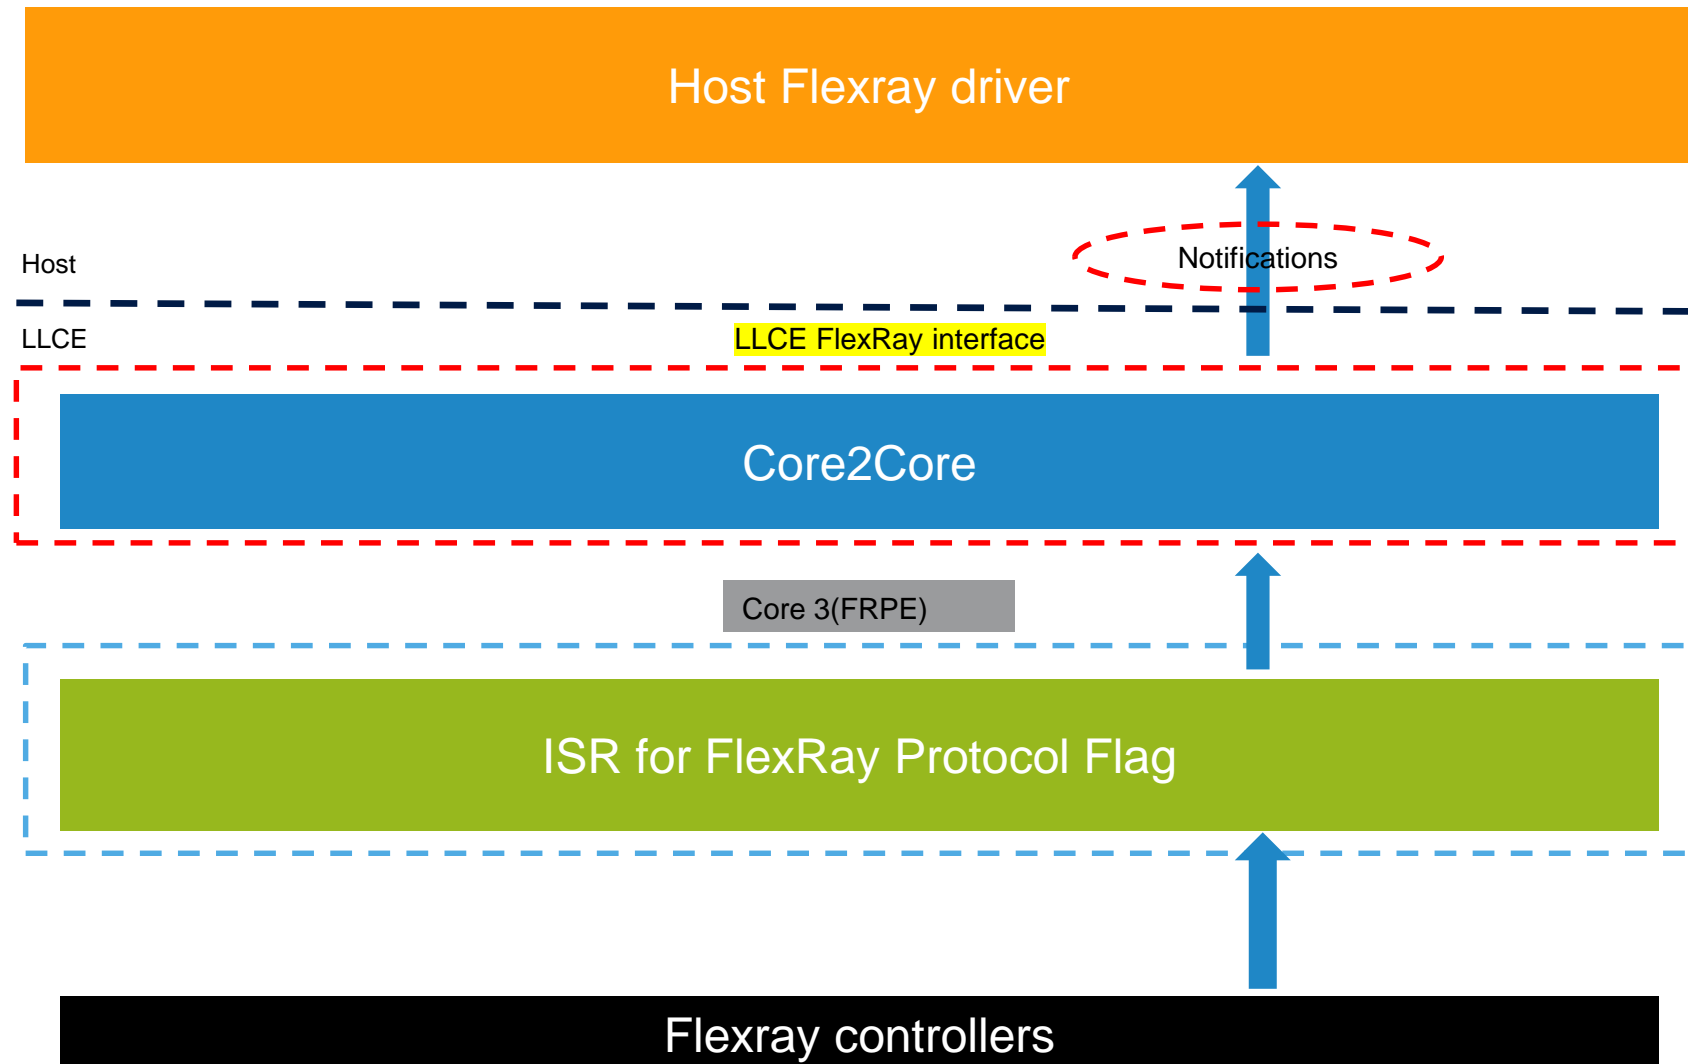 Host Flexray driver
Notifications
Host
LLCE
LLCE FlexRay interface
Core2Core
Core 3(FRPE)
ISR for FlexRay Protocol Flag
Flexray controllers